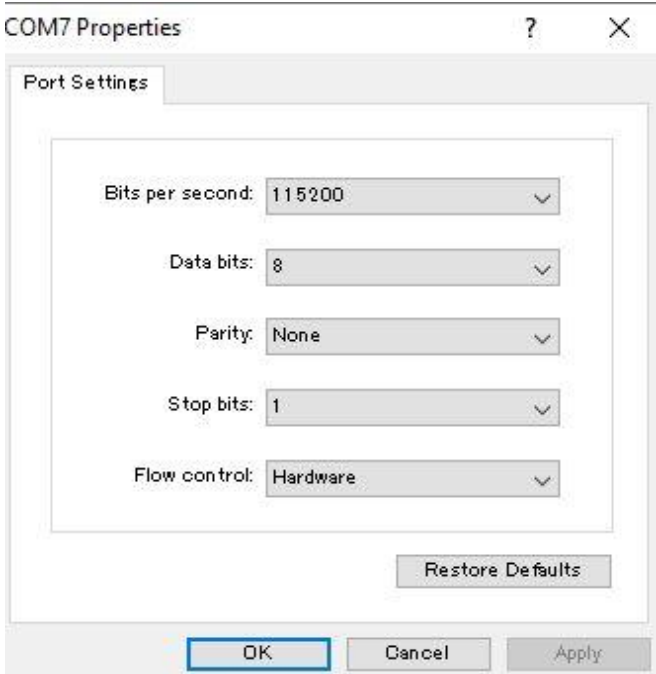 COM7 Properties ?
Port Settings
Bits per second: 115200
Data bits: 8
Parity: None
Stop bits: 1
Flow control: Hardware
Restore Defaults
OK Cancel Apply